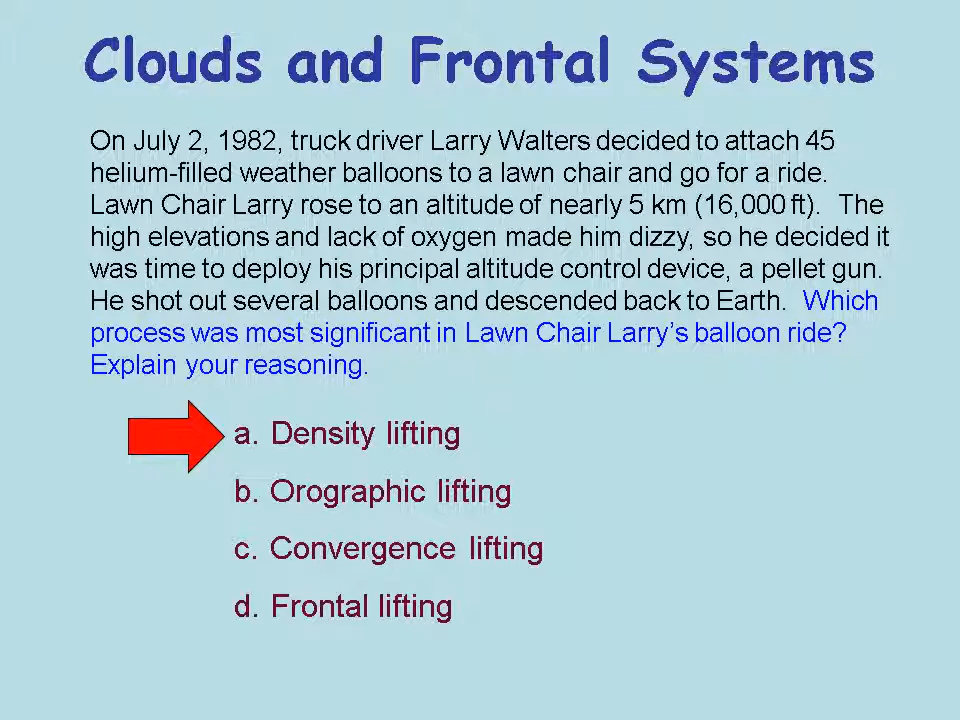 Clouds and Frontal Systems
On July 2, 1982, truck driver Larry Walters decided to attach 45
helium-filled weather balloons to a lawn chair and go for a ride.
Lawn Chair Larry rose to an altitude of nearly 5 km (16,000 ft).  The
high elevations and lack of oxygen made him dizzy, so he decided it
was time to deploy his principal altitude control device, a pellet gun.
He shot out several balloons and descended back to Earth.  Which
process was most significant in Lawn Chair Larry's balloon ride?
Explain your reasoning.
a. Density lifting
b. Orographic lifting
c. Convergence lifting
d. Frontal lifting